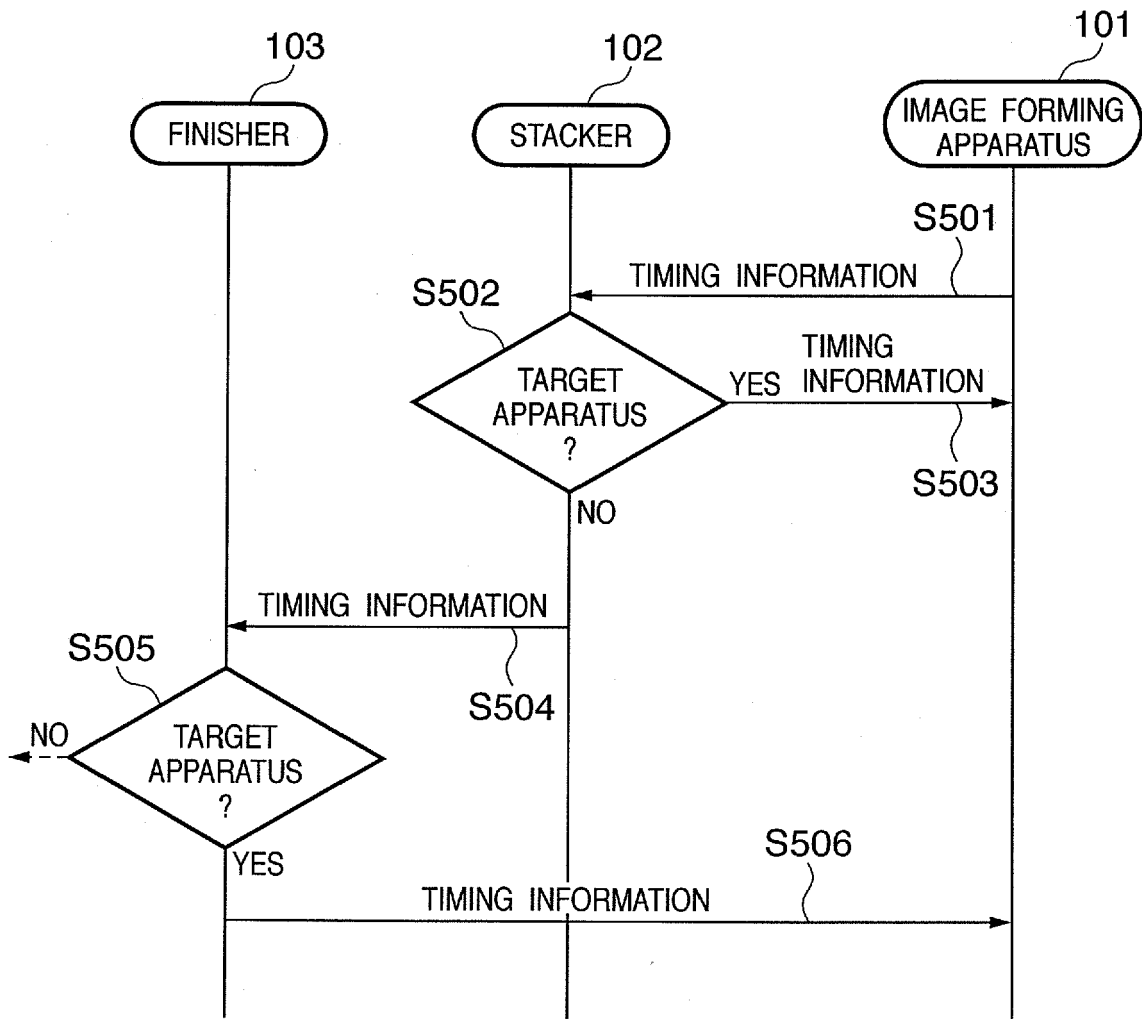 103
102
101
FINISHER
STACKER
IMAGE FORMING
APPARATUS
S501
TIMING INFORMATION
S502
TARGET
APPARATUS
?
YES
TIMING
INFORMATION
S503
NO
TIMING INFORMATION
S504
S505
NO
TARGET
APPARATUS
?
YES
S506
TIMING INFORMATION